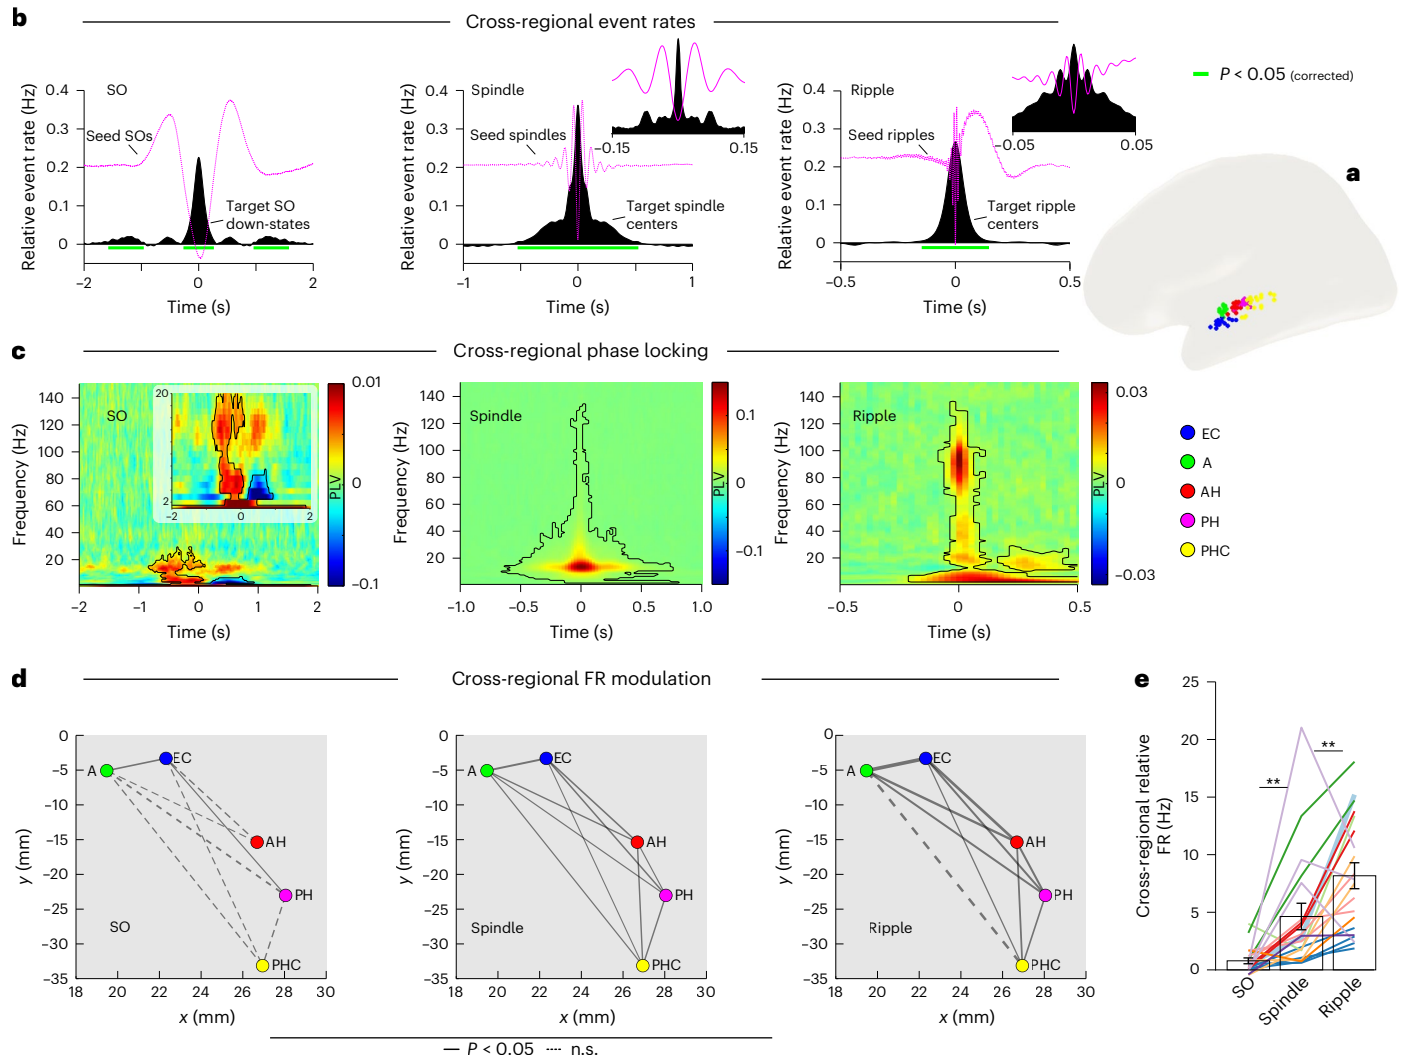 b
Cross-regional event rates
Relative event rate (Hz)
0.4
0.3
0.2
0.1
0
SO
Seed SOs
Target SO
down-states
−2
0
2
Time (s)
Relative event rate (Hz)
0.4
0.3
0.2
0.1
0
Spindle
Seed spindles
Target spindle
centers
−0.15
0.15
−1
0
1
Time (s)
Relative event rate (Hz)
0.4
0.3
0.2
0.1
0
Ripple
Seed ripples
Target ripple
centers
−0.05
0.05
−0.5
0
0.5
Time (s)
P < 0.05 (corrected)
a
c
Cross-regional phase locking
Frequency (Hz)
140
120
100
80
60
40
20
SO
20
2
−2
0
2
−2
−1
0
1
2
Time (s)
0.01
0
−0.1
PLV
Frequency (Hz)
140
120
100
80
60
40
20
Spindle
−1.0
−0.5
0
0.5
1.0
Time (s)
0.1
0
−0.1
PLV
Frequency (Hz)
140
120
100
80
60
40
20
Ripple
−0.5
0
0.5
Time (s)
0.03
0
−0.03
EC
A
AH
PH
PHC
d
Cross-regional FR modulation
y (mm)
0
−5
−10
−15
−20
−25
−30
−35
A
EC
AH
PH
PHC
SO
18
20
22
24
26
28
30
x (mm)
y (mm)
0
−5
−10
−15
−20
−25
−30
−35
A
EC
AH
PH
PHC
Spindle
18
20
22
24
26
28
30
x (mm)
y (mm)
0
−5
−10
−15
−20
−25
−30
−35
A
EC
AH
PH
PHC
Ripple
18
20
22
24
26
28
30
x (mm)
P < 0.05
n.s.
e
Cross-regional relative
FR (Hz)
25
20
15
10
5
0
**
**
SO
Spindle
Ripple